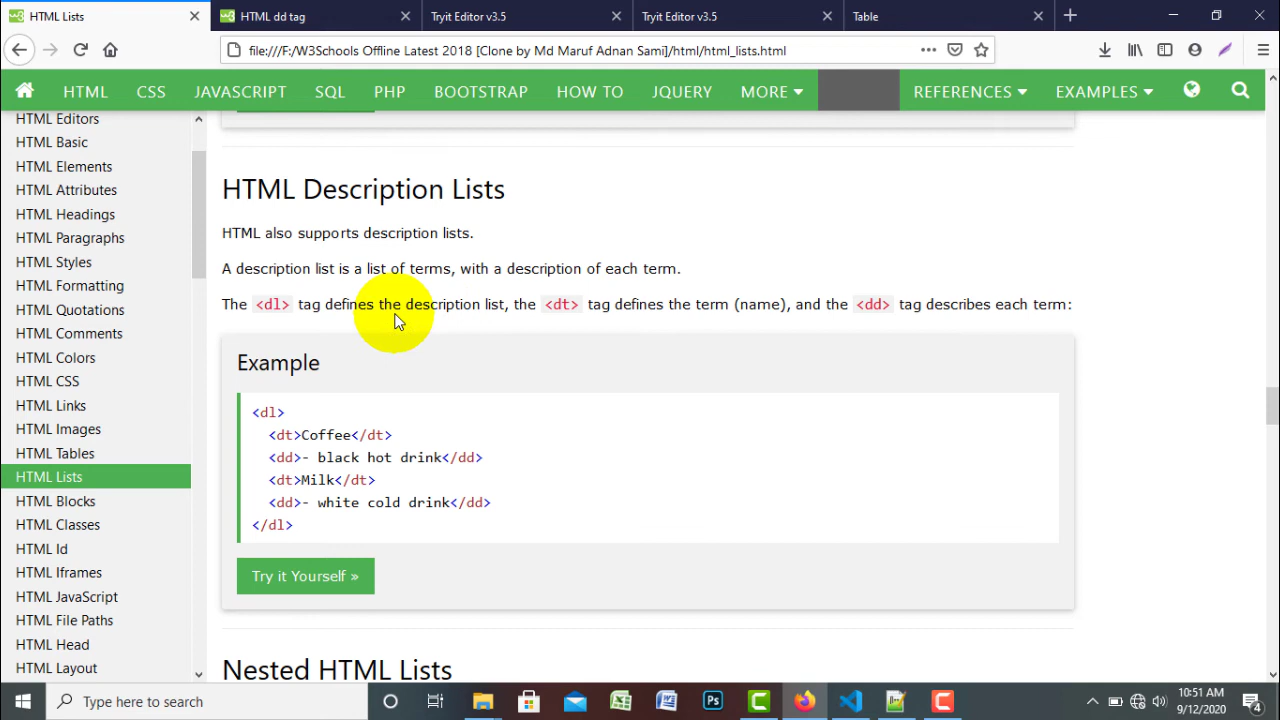 HTML Lists
HTML dd tag
Tryit Editor v3.5
Tryit Editor v3.5
Table
file:///F:/W3Schools Offline Latest 2018 [Clone by Md Maruf Adnan Sami]/html/html_lists.html
HTML
CSS
JAVASCRIPT
SQL
PHP
BOOTSTRAP
HOW TO
JQUERY
MORE
REFERENCES
EXAMPLES
HTML Editors
HTML Basic
HTML Elements
HTML Attributes
HTML Headings
HTML Paragraphs
HTML Styles
HTML Formatting
HTML Quotations
HTML Comments
HTML Colors
HTML CSS
HTML Links
HTML Images
HTML Tables
HTML Lists
HTML Blocks
HTML Classes
HTML Id
HTML Iframes
HTML JavaScript
HTML File Paths
HTML Head
HTML Layout
HTML Description Lists
HTML also supports description lists.
A description list is a list of terms, with a description of each term.
The <dl> tag defines the description list, the <dt> tag defines the term (name), and the <dd> tag describes each term:
Example
<dl>
<dt>Coffee</dt>
<dd>- black hot drink</dd>
<dt>Milk</dt>
<dd>- white cold drink</dd>
</dl>
Try it Yourself »
Nested HTML Lists
Type here to search
10:51 AM
9/12/2020
4